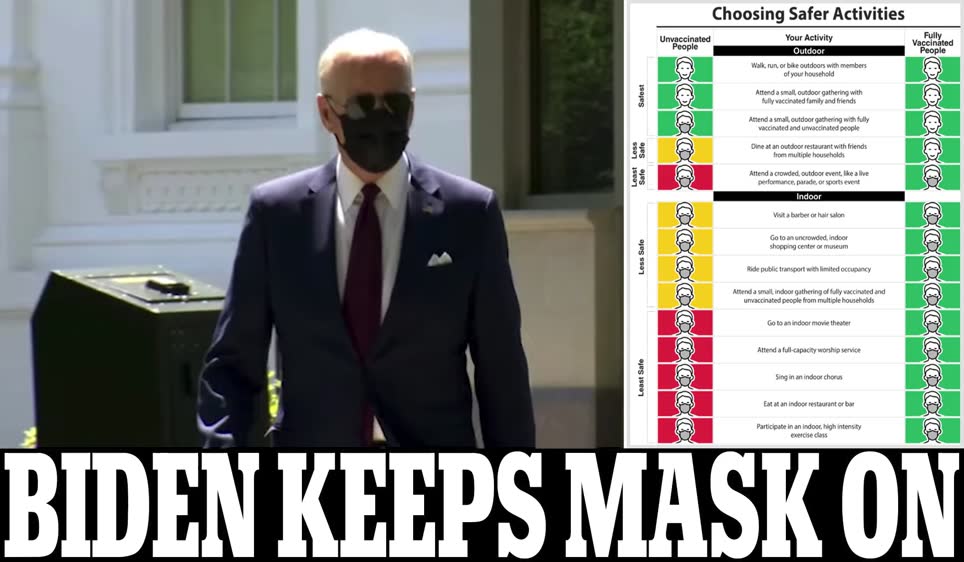 Choosing Safer Activities
Unvaccinated
People
Your Activity
Fully
Vaccinated
People
Outdoor
Safest
Walk, run, or bike outdoors with members
of your household
Attend a small, outdoor gathering with
fully vaccinated family and friends
Attend a small, outdoor gathering with fully
vaccinated and unvaccinated people
Less
Safe
Dine at an outdoor restaurant with friends
from multiple households
Least
Safe
Attend a crowded, outdoor event, like a live
performance, parade, or sports event
Indoor
Less Safe
Visit a barber or hair salon
Go to an uncrowded, indoor
shopping center or museum
Ride public transport with limited occupancy
Attend a small, indoor gathering of fully vaccinated and
unvaccinated people from multiple households
Least Safe
Go to an indoor movie theater
Attend a full-capacity worship service
Sing in an indoor chorus
Eat at an indoor restaurant or bar
Participate in an indoor, high intensity
exercise class
BIDEN KEEPS MASK ON